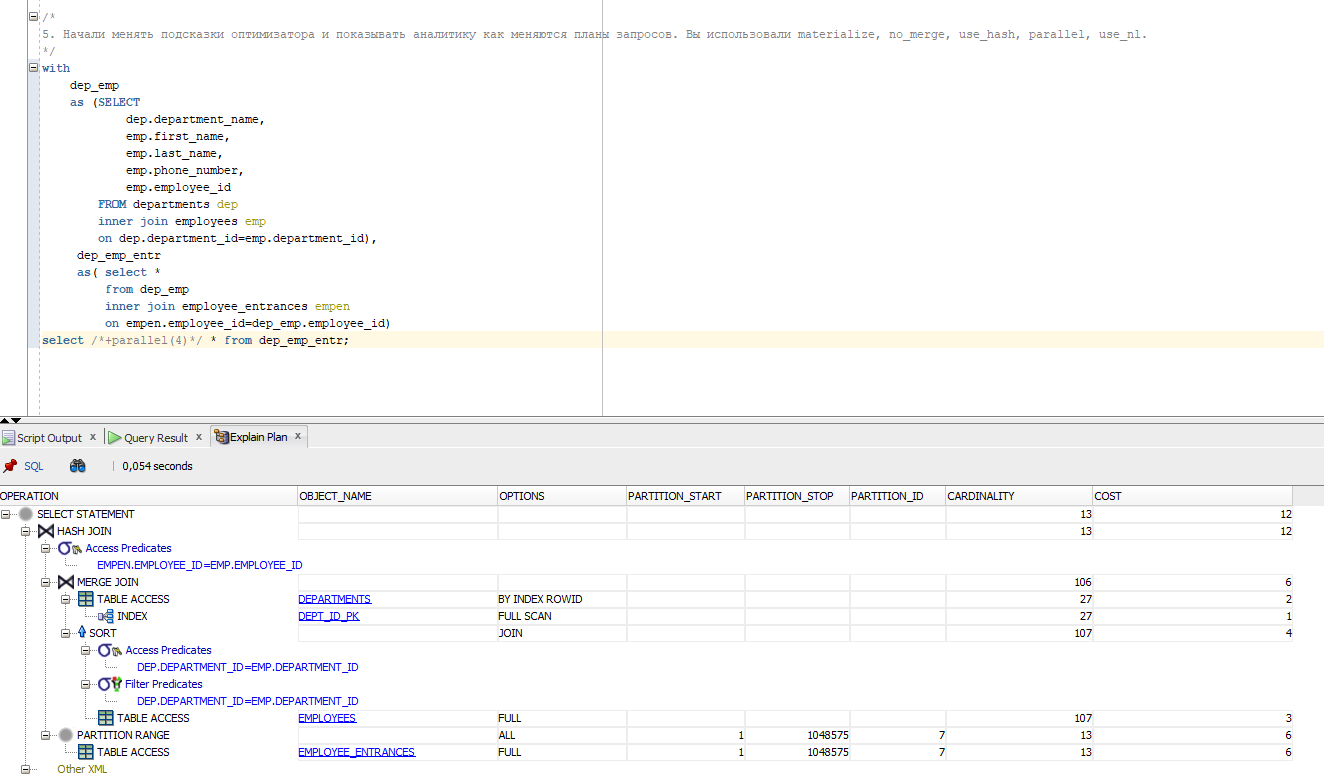 /*
5. Начали менять подсказки оптимизатора и показывать аналитику как меняются планы запросов. Вы использовали materialize, no_merge, use_hash, parallel, use_nl.
*/
with
dep_emp
as (SELECT
dep.department_name,
emp.first_name,
emp.last_name,
emp.phone_number,
emp.employee_id
FROM departments dep
inner join employees emp
on dep.department_id=emp.department_id),
dep_emp_entr
as( select *
from dep_emp
inner join employee_entrances empen
on empen.employee_id=dep_emp.employee_id)
select /*+parallel(4)*/ * from dep_emp_entr;
Script Output x Query Result x Explain Plan x
SQL 0,054 seconds
OPERATION OBJECT_NAME OPTIONS PARTITION_START PARTITION_STOP PARTITION_ID CARDINALITY COST
SELECT STATEMENT 13 12
HASH JOIN 13 12
Access Predicates
EMPEN.EMPLOYEE_ID=EMP.EMPLOYEE_ID
MERGE JOIN 106 6
TABLE ACCESS DEPARTMENTS BY INDEX ROWID 27 2
INDEX DEPT_ID_PK FULL SCAN 27 1
SORT JOIN 107 4
Access Predicates
DEP.DEPARTMENT_ID=EMP.DEPARTMENT_ID
Filter Predicates
DEP.DEPARTMENT_ID=EMP.DEPARTMENT_ID
TABLE ACCESS EMPLOYEES FULL 107 3
PARTITION RANGE ALL 1 1048575 7 13 6
TABLE ACCESS EMPLOYEE_ENTRANCES FULL 1 1048575 7 13 6
Other XML